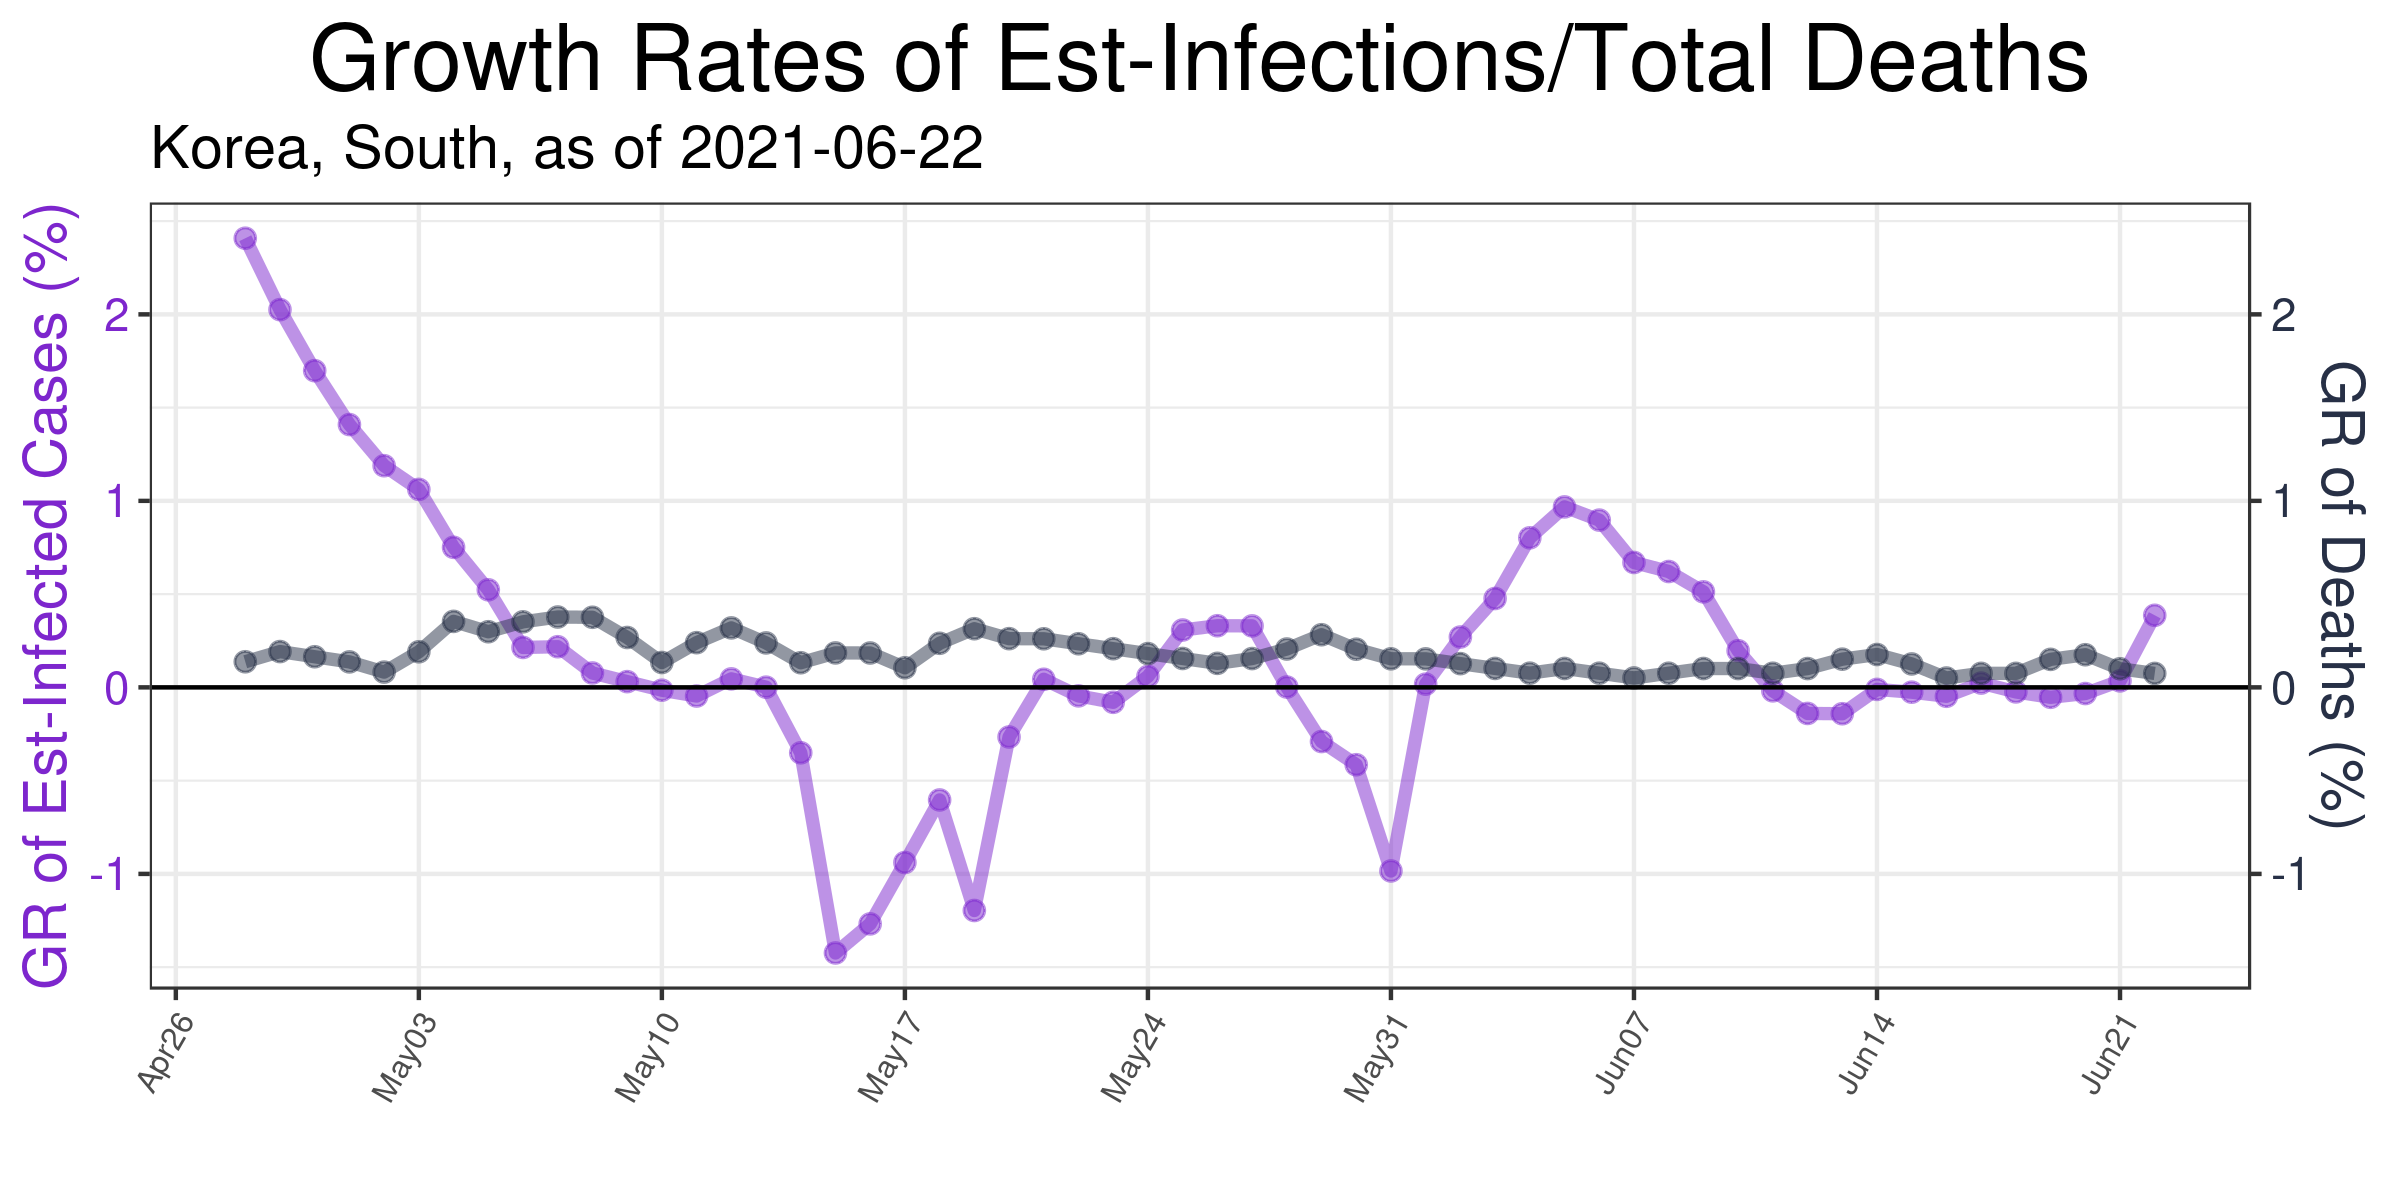 Growth Rates of Est-Infections/Total Deaths
Korea, South, as of 2021-06-22
GR of Est-Infected Cases (%)
2
1
0
-1
2
1
0
-1
GR of Deaths (%)
Apr26
May03
May10
May17
May24
May31
Jun07
Jun14
Jun21